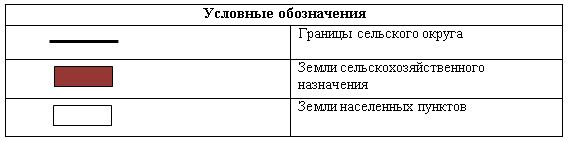 Условные обозначения
Границы сельского округа
Земли сельскохозяйственного
назначения
Земли населенных пунктов